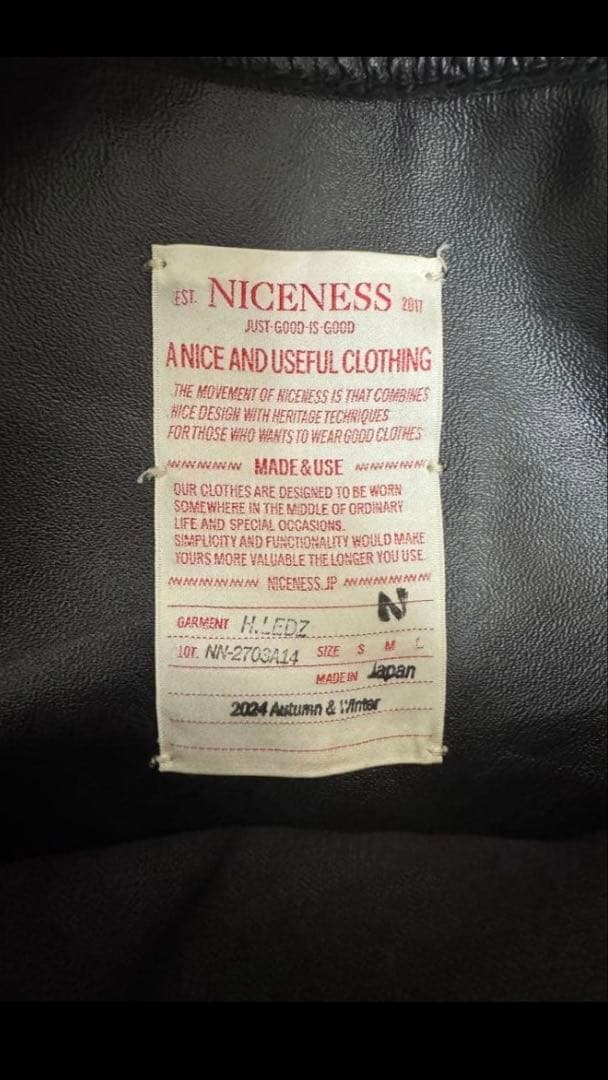 EST. NICENESS 2017
JUST-GOOD-IS-GOOD
A NICE AND USEFUL CLOTHING
THE MOVEMENT OF NICENESS IS THAT COMBINES
NICE DESIGN WITH HERITAGE TECHNIQUES
FOR THOSE WHO WANTS TO WEAR GOOD CLOTHES
MADE & USE
OUR CLOTHES ARE DESIGNED TO BE WORN
SOMEWHERE IN THE MIDDLE OF ORDINARY
LIFE AND SPECIAL OCCASIONS.
SIMPLICITY AND FUNCTIONALITY WOULD MAKE
YOURS MORE VALUABLE THE LONGER YOU USE
NICENESS.JP
N
GARMENT H.LEDZ
LOT. NN-2703A14 SIZE S M L
MADE IN Japan
2024 Autumn & Winter